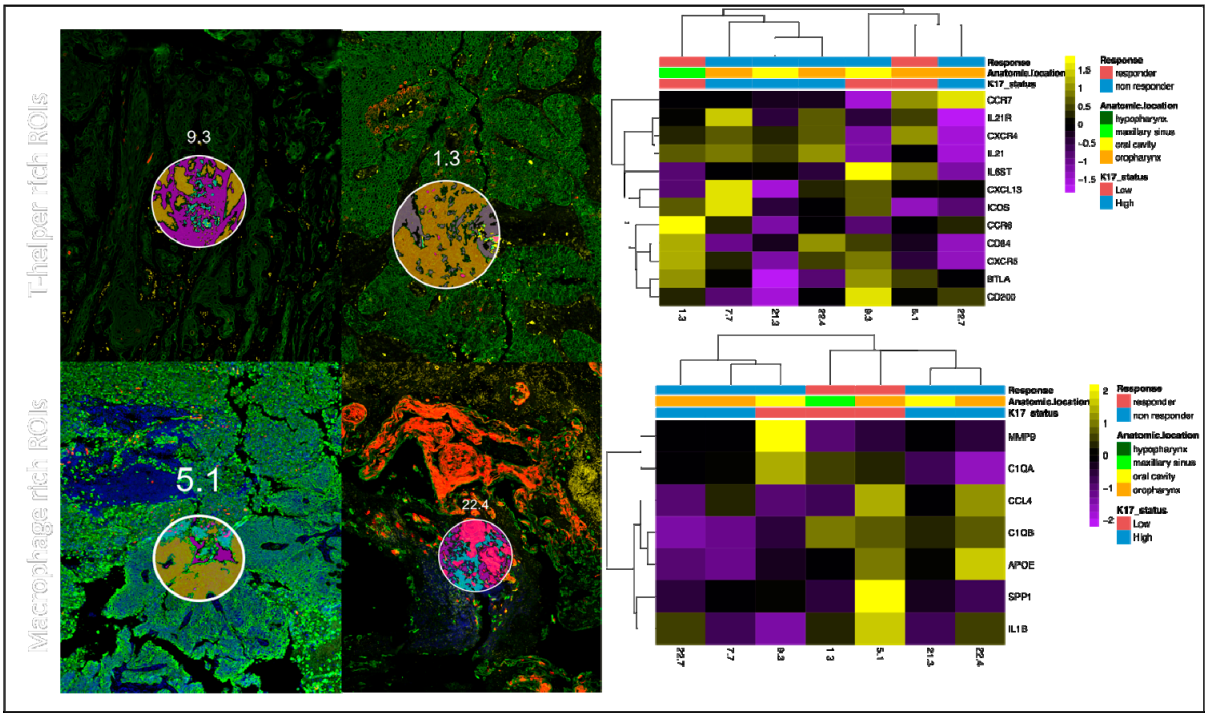 T-helper rich ROIs
9.3
1.3
Macrophage rich ROIs
5.1
22.4
Response
Anatomic.location
K17_status
CCR7
IL21R
CXCR4
IL21
IL6ST
CXCL13
ICOS
CCR6
CD84
CXCR5
BTLA
CD200
1.3 7.7 21.3 22.4 9.3 5.1 22.7
1.5
1
0.5
0
−0.5
−1
−1.5
Response
responder
non responder
Anatomic.location
hypopharynx
maxillary sinus
oral cavity
oropharynx
K17_status
Low
High
Response
Anatomic.location
K17_status
MMP9
C1QA
CCL4
C1QB
APOE
SPP1
IL1B
22.7 7.7 9.3 1.3 5.1 21.3 22.4
2
1
0
−1
−2
Response
responder
non responder
Anatomic.location
hypopharynx
maxillary sinus
oral cavity
oropharynx
K17_status
Low
High